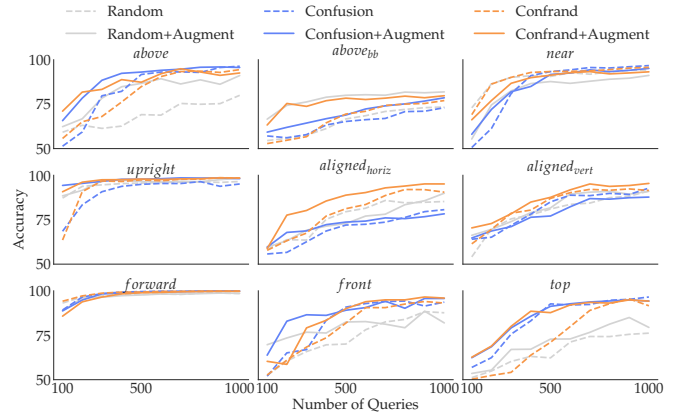 Random Confusion Confrand
Random+Augment Confusion+Augment Confrand+Augment
above above_bb near
100
75
50
upright aligned_horiz aligned_vert
100
75
50
Accuracy
forward front top
100
75
50
100 500 1000 100 500 1000 100 500 1000
Number of Queries